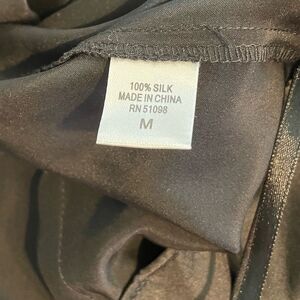 100% SILK
MADE IN CHINA
RN 51098
M